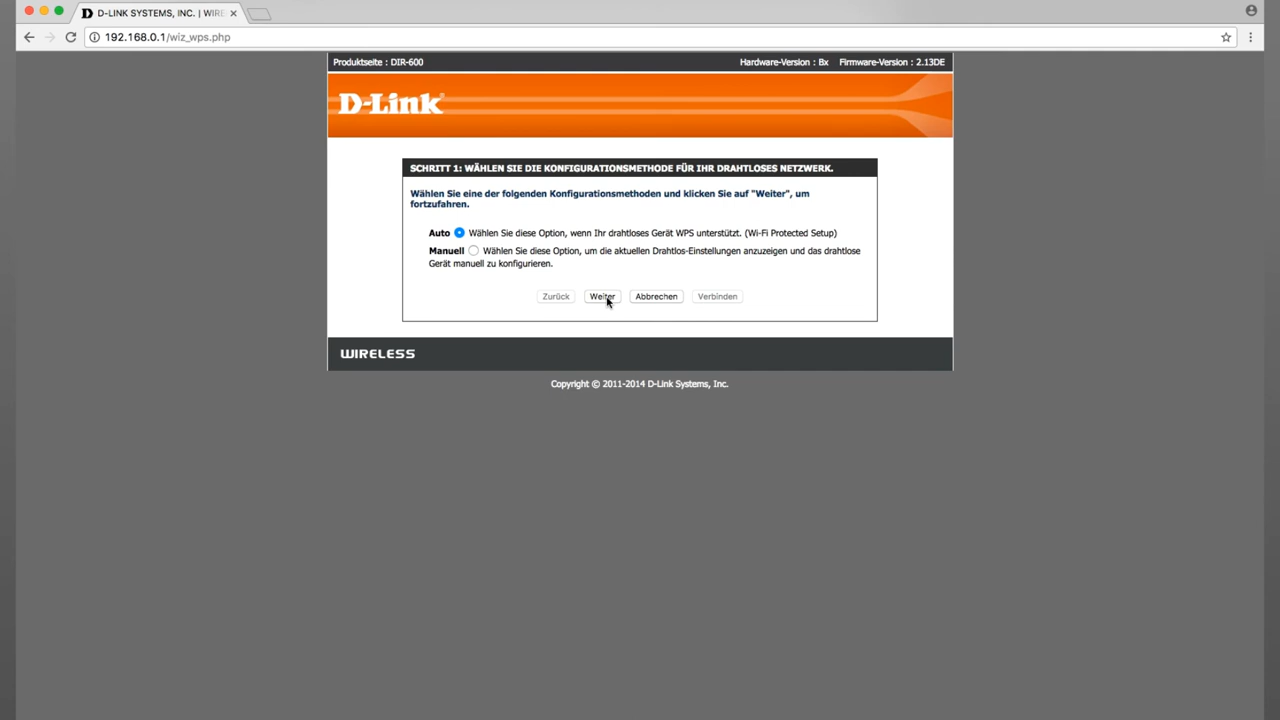 D-LINK SYSTEMS, INC. | WIRE
192.168.0.1/wiz_wps.php
Produktseite : DIR-600 Hardware-Version : Bx Firmware-Version : 2.13DE
D-Link
SCHRITT 1: WÄHLEN SIE DIE KONFIGURATIONSMETHODE FÜR IHR DRAHTLOSES NETZWERK.
Wählen Sie eine der folgenden Konfigurationsmethoden und klicken Sie auf "Weiter", um
fortzufahren.
Auto Wählen Sie diese Option, wenn Ihr drahtloses Gerät WPS unterstützt. (Wi-Fi Protected Setup)
Manuell Wählen Sie diese Option, um die aktuellen Drahtlos-Einstellungen anzuzeigen und das drahtlose
Gerät manuell zu konfigurieren.
Zurück Weiter Abbrechen Verbinden
WIRELESS
Copyright © 2011-2014 D-Link Systems, Inc.